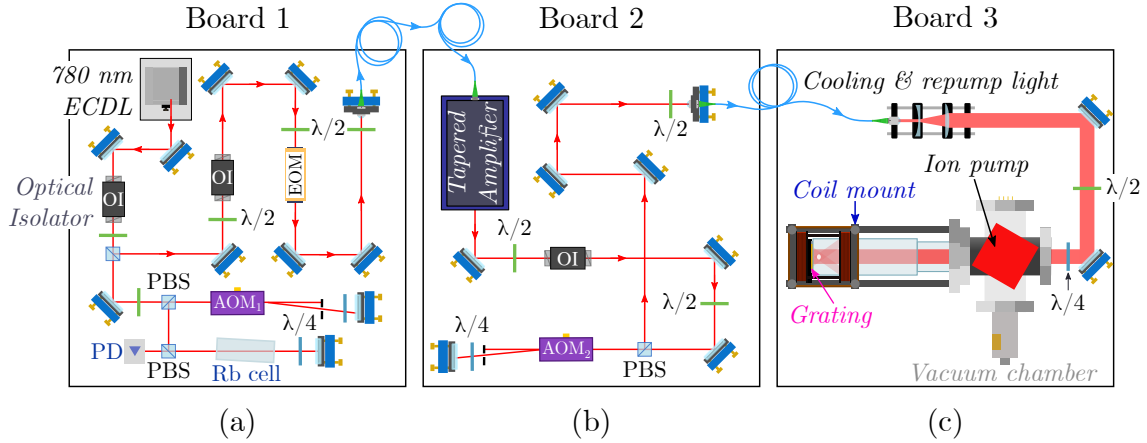 Board 1
Board 2
Board 3
780 nm
ECDL
Optical
Isolator
OI
OI
λ/2
EOM
λ/2
PBS
AOM₁
λ/4
PD
PBS
Rb cell
(a)
Tapered
Amplifier
λ/2
λ/2
OI
λ/2
λ/4
AOM₂
PBS
(b)
Cooling & repump light
Ion pump
λ/2
Coil mount
λ/4
Grating
Vacuum chamber
(c)